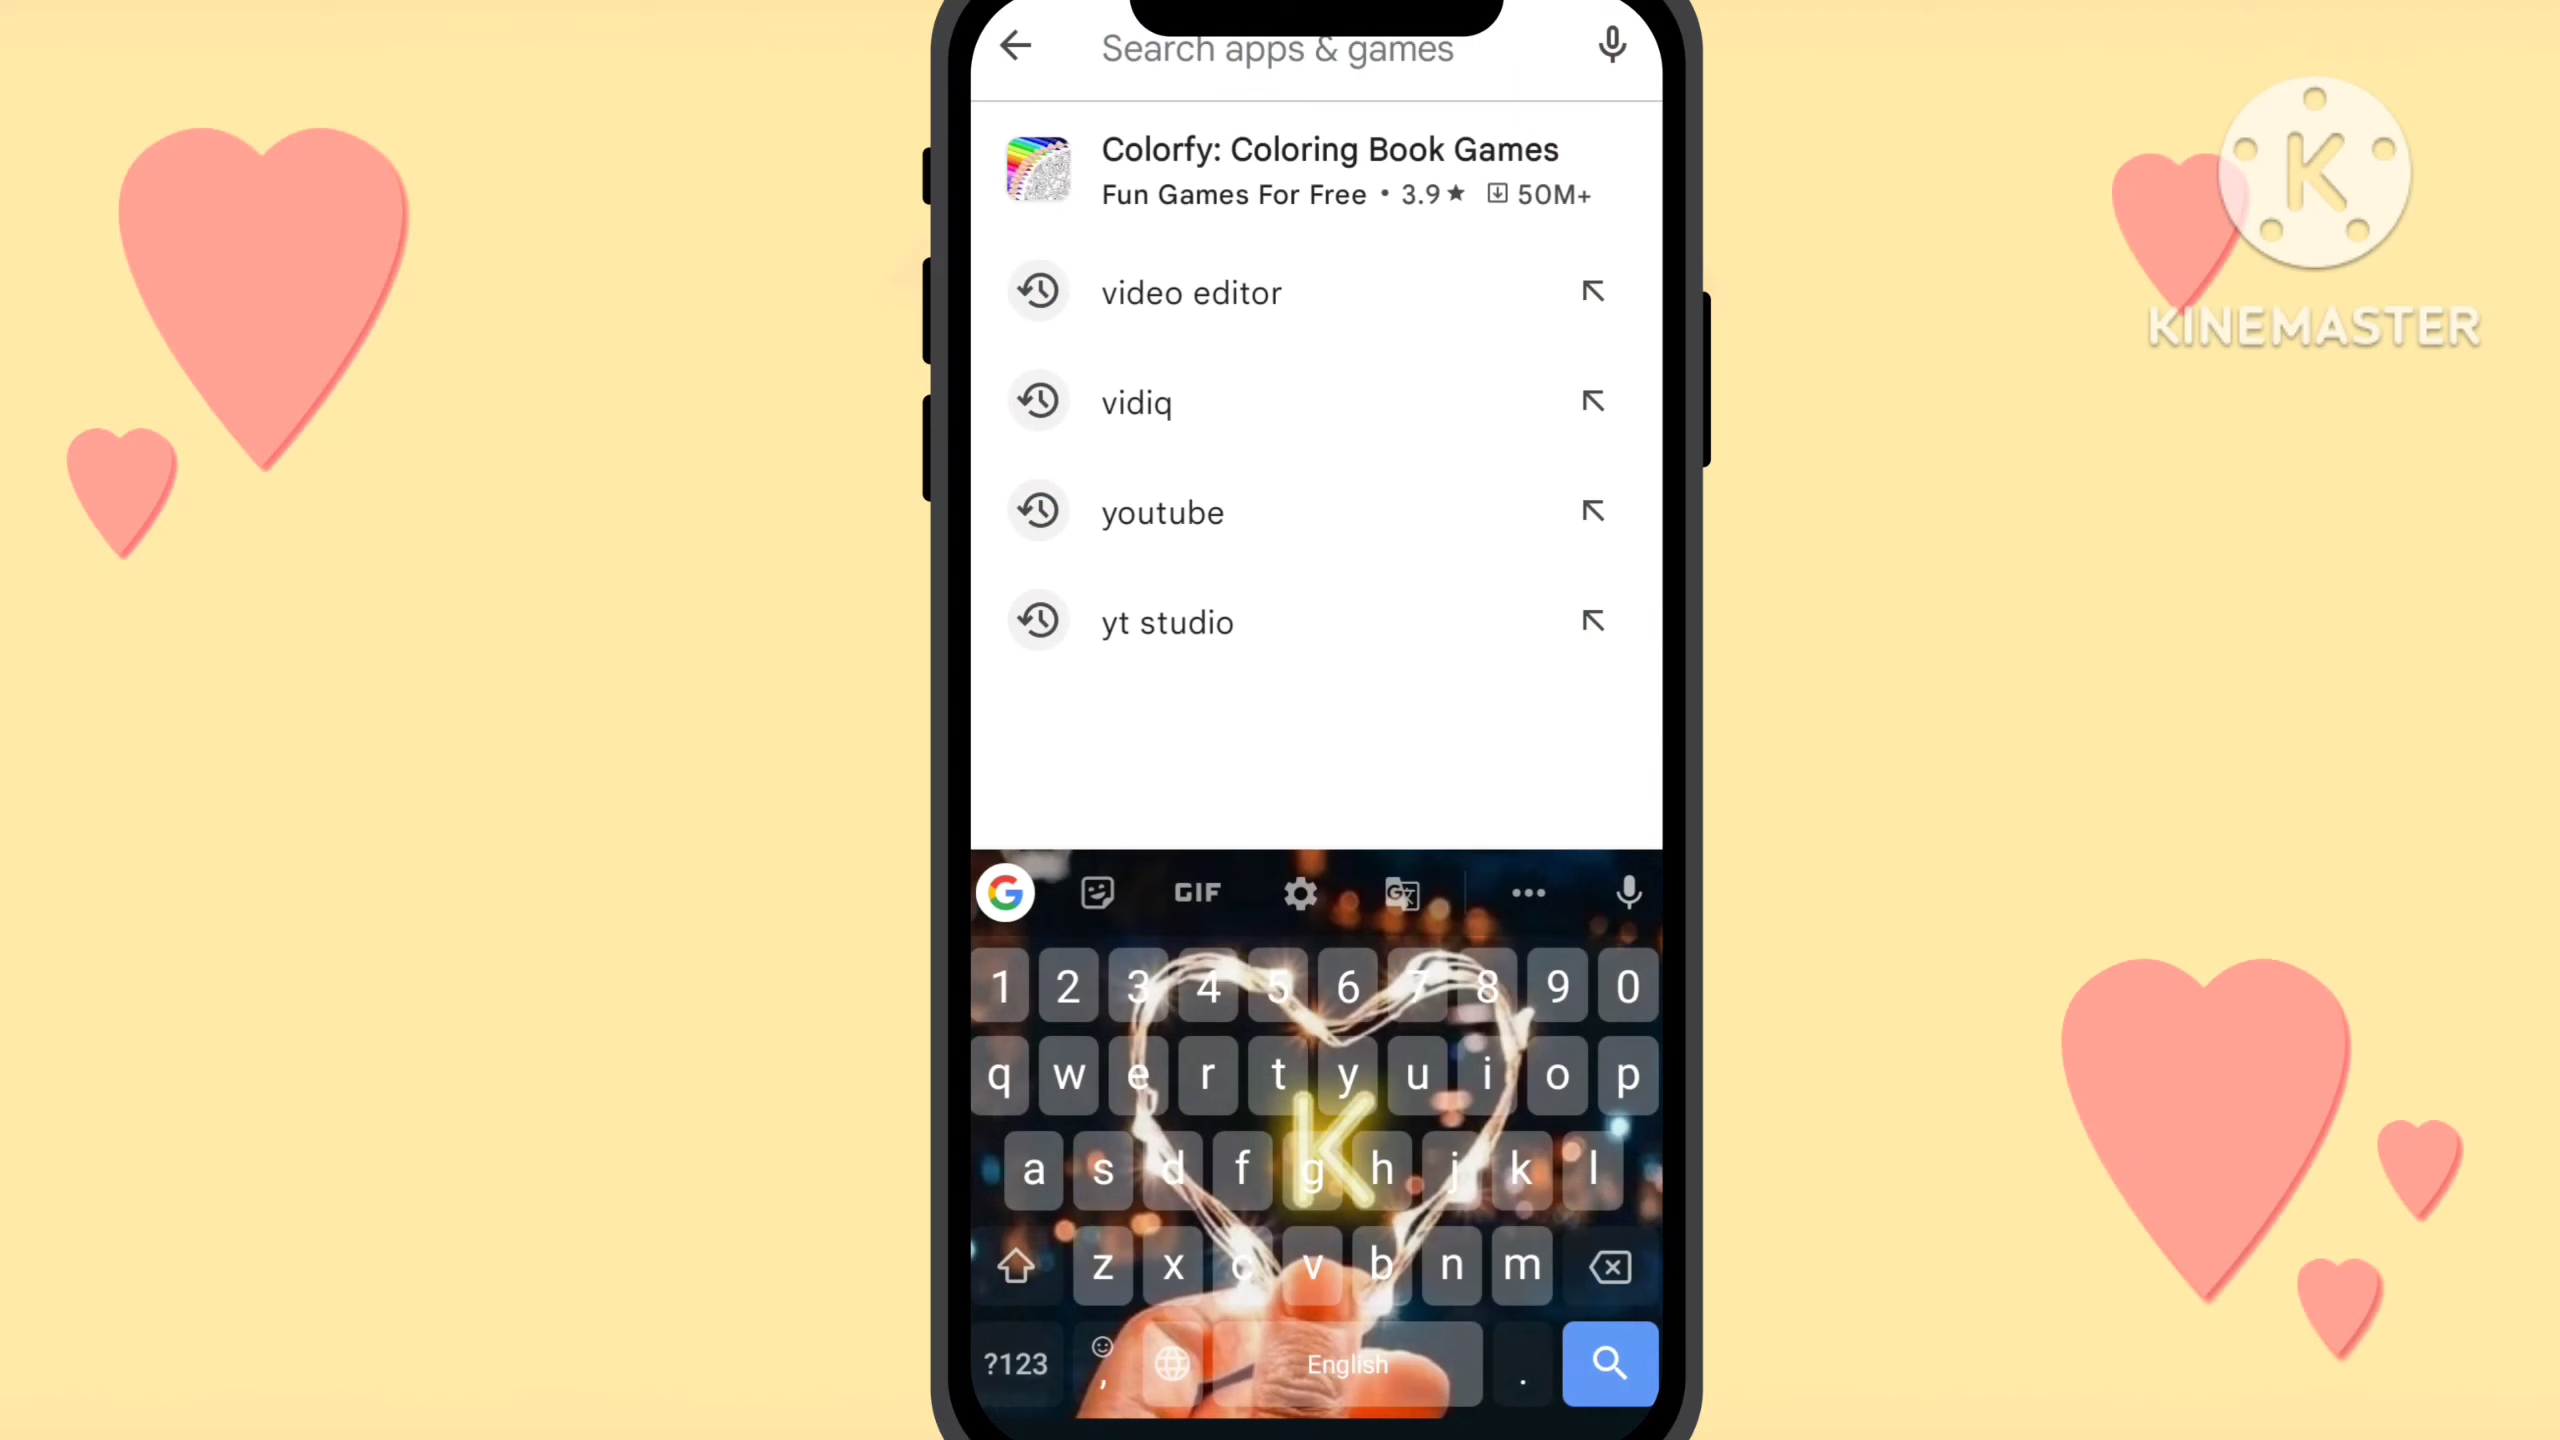 Search apps & games
Colorfy: Coloring Book Games
Fun Games For Free • 3.9★ 50M+
video editor
vidiq
youtube
yt studio
K
KINEMASTER
G GIF
1 2 3 4 5 6 7 8 9 0
q w e r t y u i o p
K
a s d f g h j k l
z x c v b n m
?123 , English .